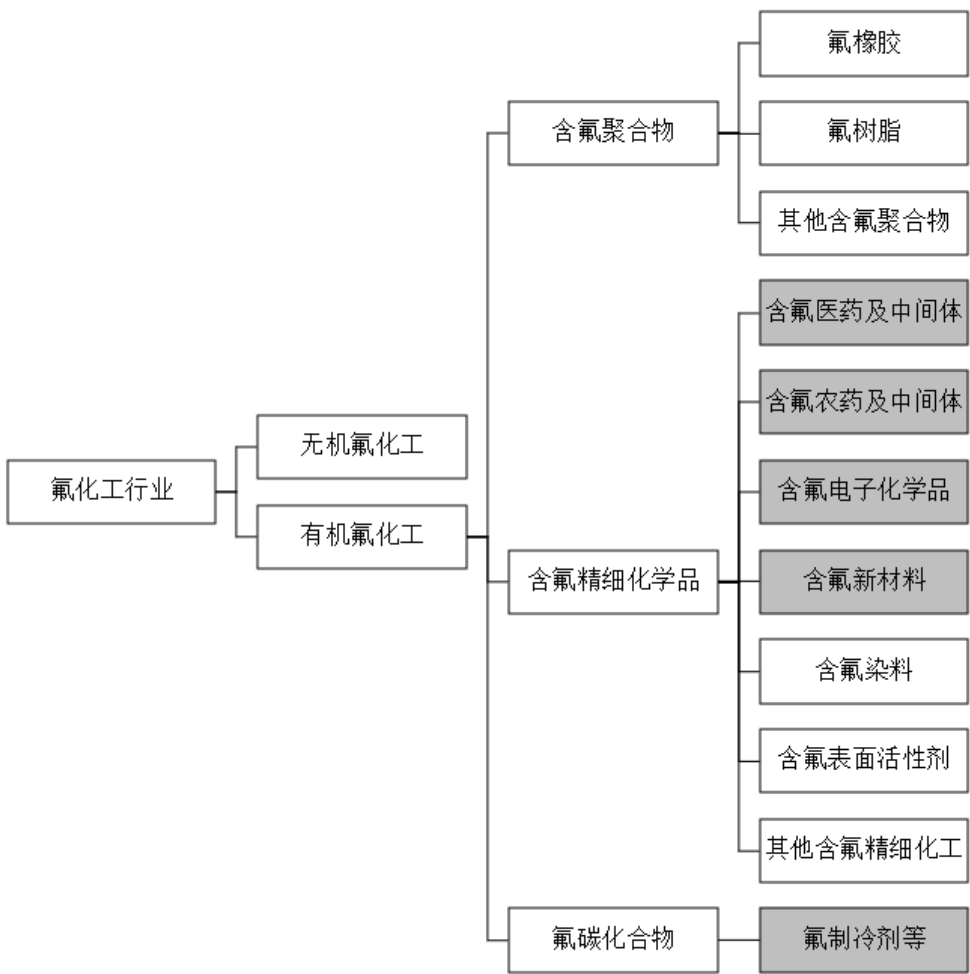 氟橡胶
含氟聚合物
氟树脂
其他含氟聚合物
含氟医药及中间体
含氟农药及中间体
无机氟化工
氟化工行业
含氟电子化学品
有机氟化工
含氟精细化学品
含氟新材料
含氟染料
含氟表面活性剂
其他含氟精细化工
氟碳化合物
氟制冷剂等